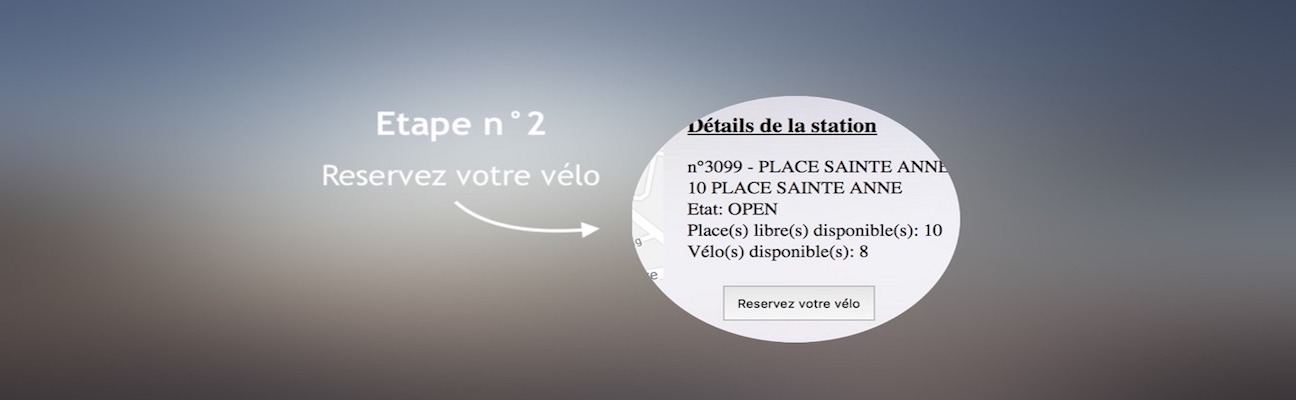 Etape n°2
Reservez votre vélo
Détails de la station
n°3099 - PLACE SAINTE ANNE
10 PLACE SAINTE ANNE
Etat: OPEN
Place(s) libre(s) disponible(s): 10
Vélo(s) disponible(s): 8
Reservez votre vélo